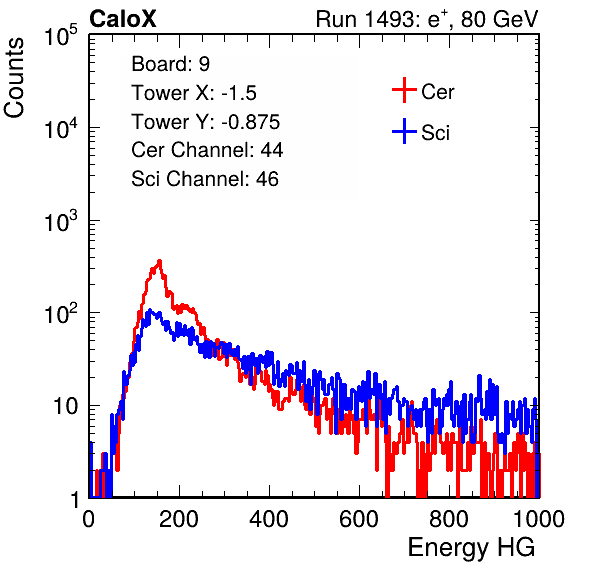 CaloX Run 1493: e⁺, 80 GeV
Counts
10⁵
10⁴
10³
10²
10
1
Board: 9
Tower X: -1.5
Tower Y: -0.875
Cer Channel: 44
Sci Channel: 46
Cer
Sci
0 200 400 600 800 1000
Energy HG